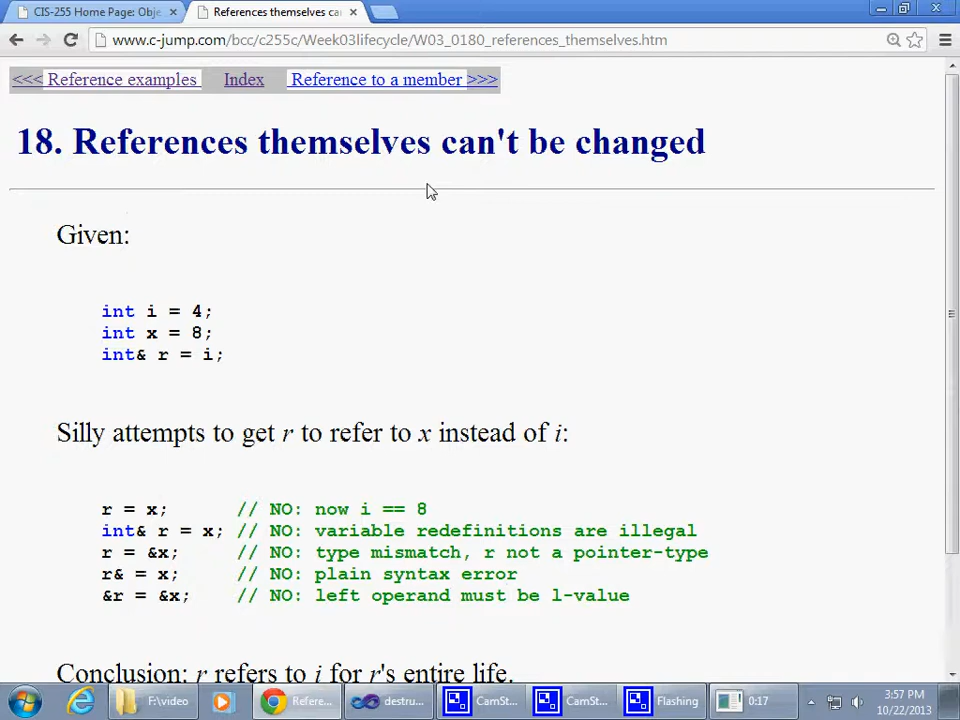 CIS-255 Home Page: Obje
References themselves ca
www.c-jump.com/bcc/c255c/Week03lifecycle/W03_0180_references_themselves.htm
<<< Reference examples Index Reference to a member >>>
18. References themselves can't be changed
Given:
int i = 4;
int x = 8;
int& r = i;
Silly attempts to get r to refer to x instead of i:
r = x; // NO: now i == 8
int& r = x; // NO: variable redefinitions are illegal
r = &x; // NO: type mismatch, r not a pointer-type
r& = x; // NO: plain syntax error
&r = &x; // NO: left operand must be l-value
Conclusion: r refers to i for r's entire life.
F:\video Refere... destru... CamSt... CamSt... Flashing 0:17 3:57 PM
10/22/2013